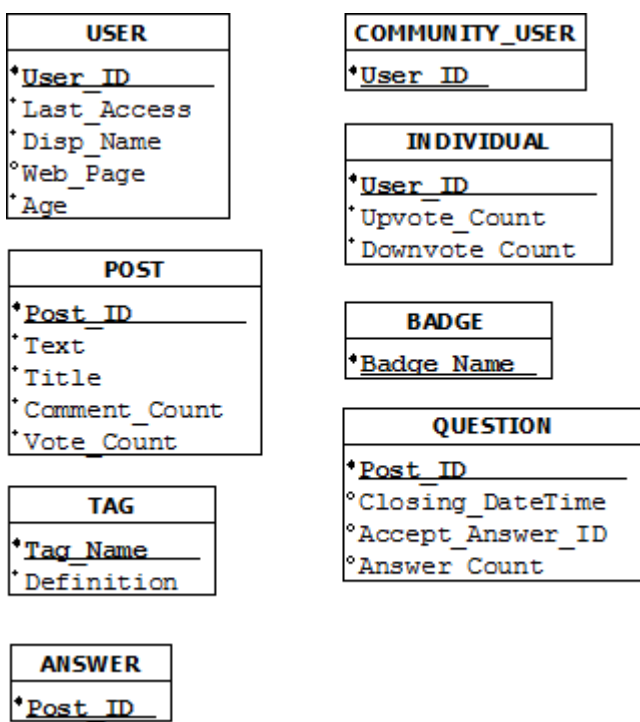 USER
*User_ID
*Last_Access
*Disp_Name
°Web_Page
*Age
POST
*Post_ID
*Text
*Title
*Comment_Count
*Vote_Count
TAG
*Tag_Name
*Definition
ANSWER
*Post_ID
COMMUNITY_USER
*User_ID
INDIVIDUAL
*User_ID
*Upvote_Count
*Downvote_Count
BADGE
*Badge_Name
QUESTION
*Post_ID
°Closing_DateTime
°Accept_Answer_ID
°Answer_Count